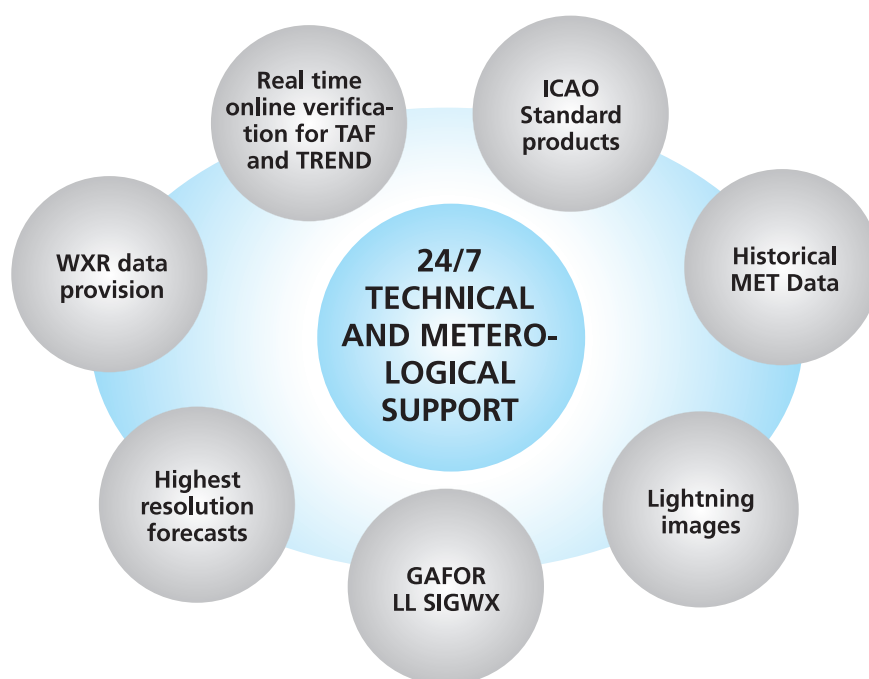 Real time
online verifica-
tion for TAF
and TREND
ICAO
Standard
products
WXR data
provision
24/7
TECHNICAL
AND METERO-
LOGICAL
SUPPORT
Historical
MET Data
Highest
resolution
forecasts
GAFOR
LL SIGWX
Lightning
images